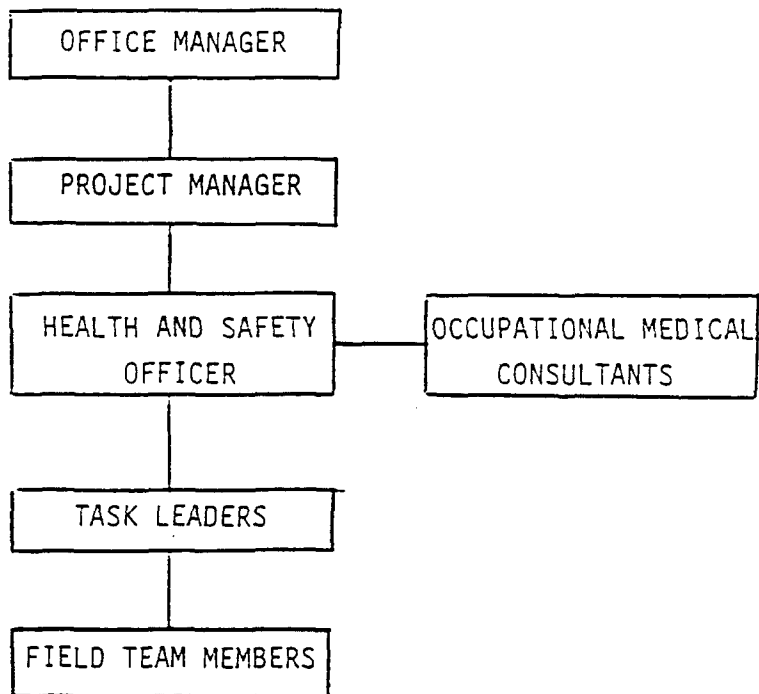 OFFICE MANAGER
PROJECT MANAGER
HEALTH AND SAFETY
OFFICER
OCCUPATIONAL MEDICAL
CONSULTANTS
TASK LEADERS
FIELD TEAM MEMBERS